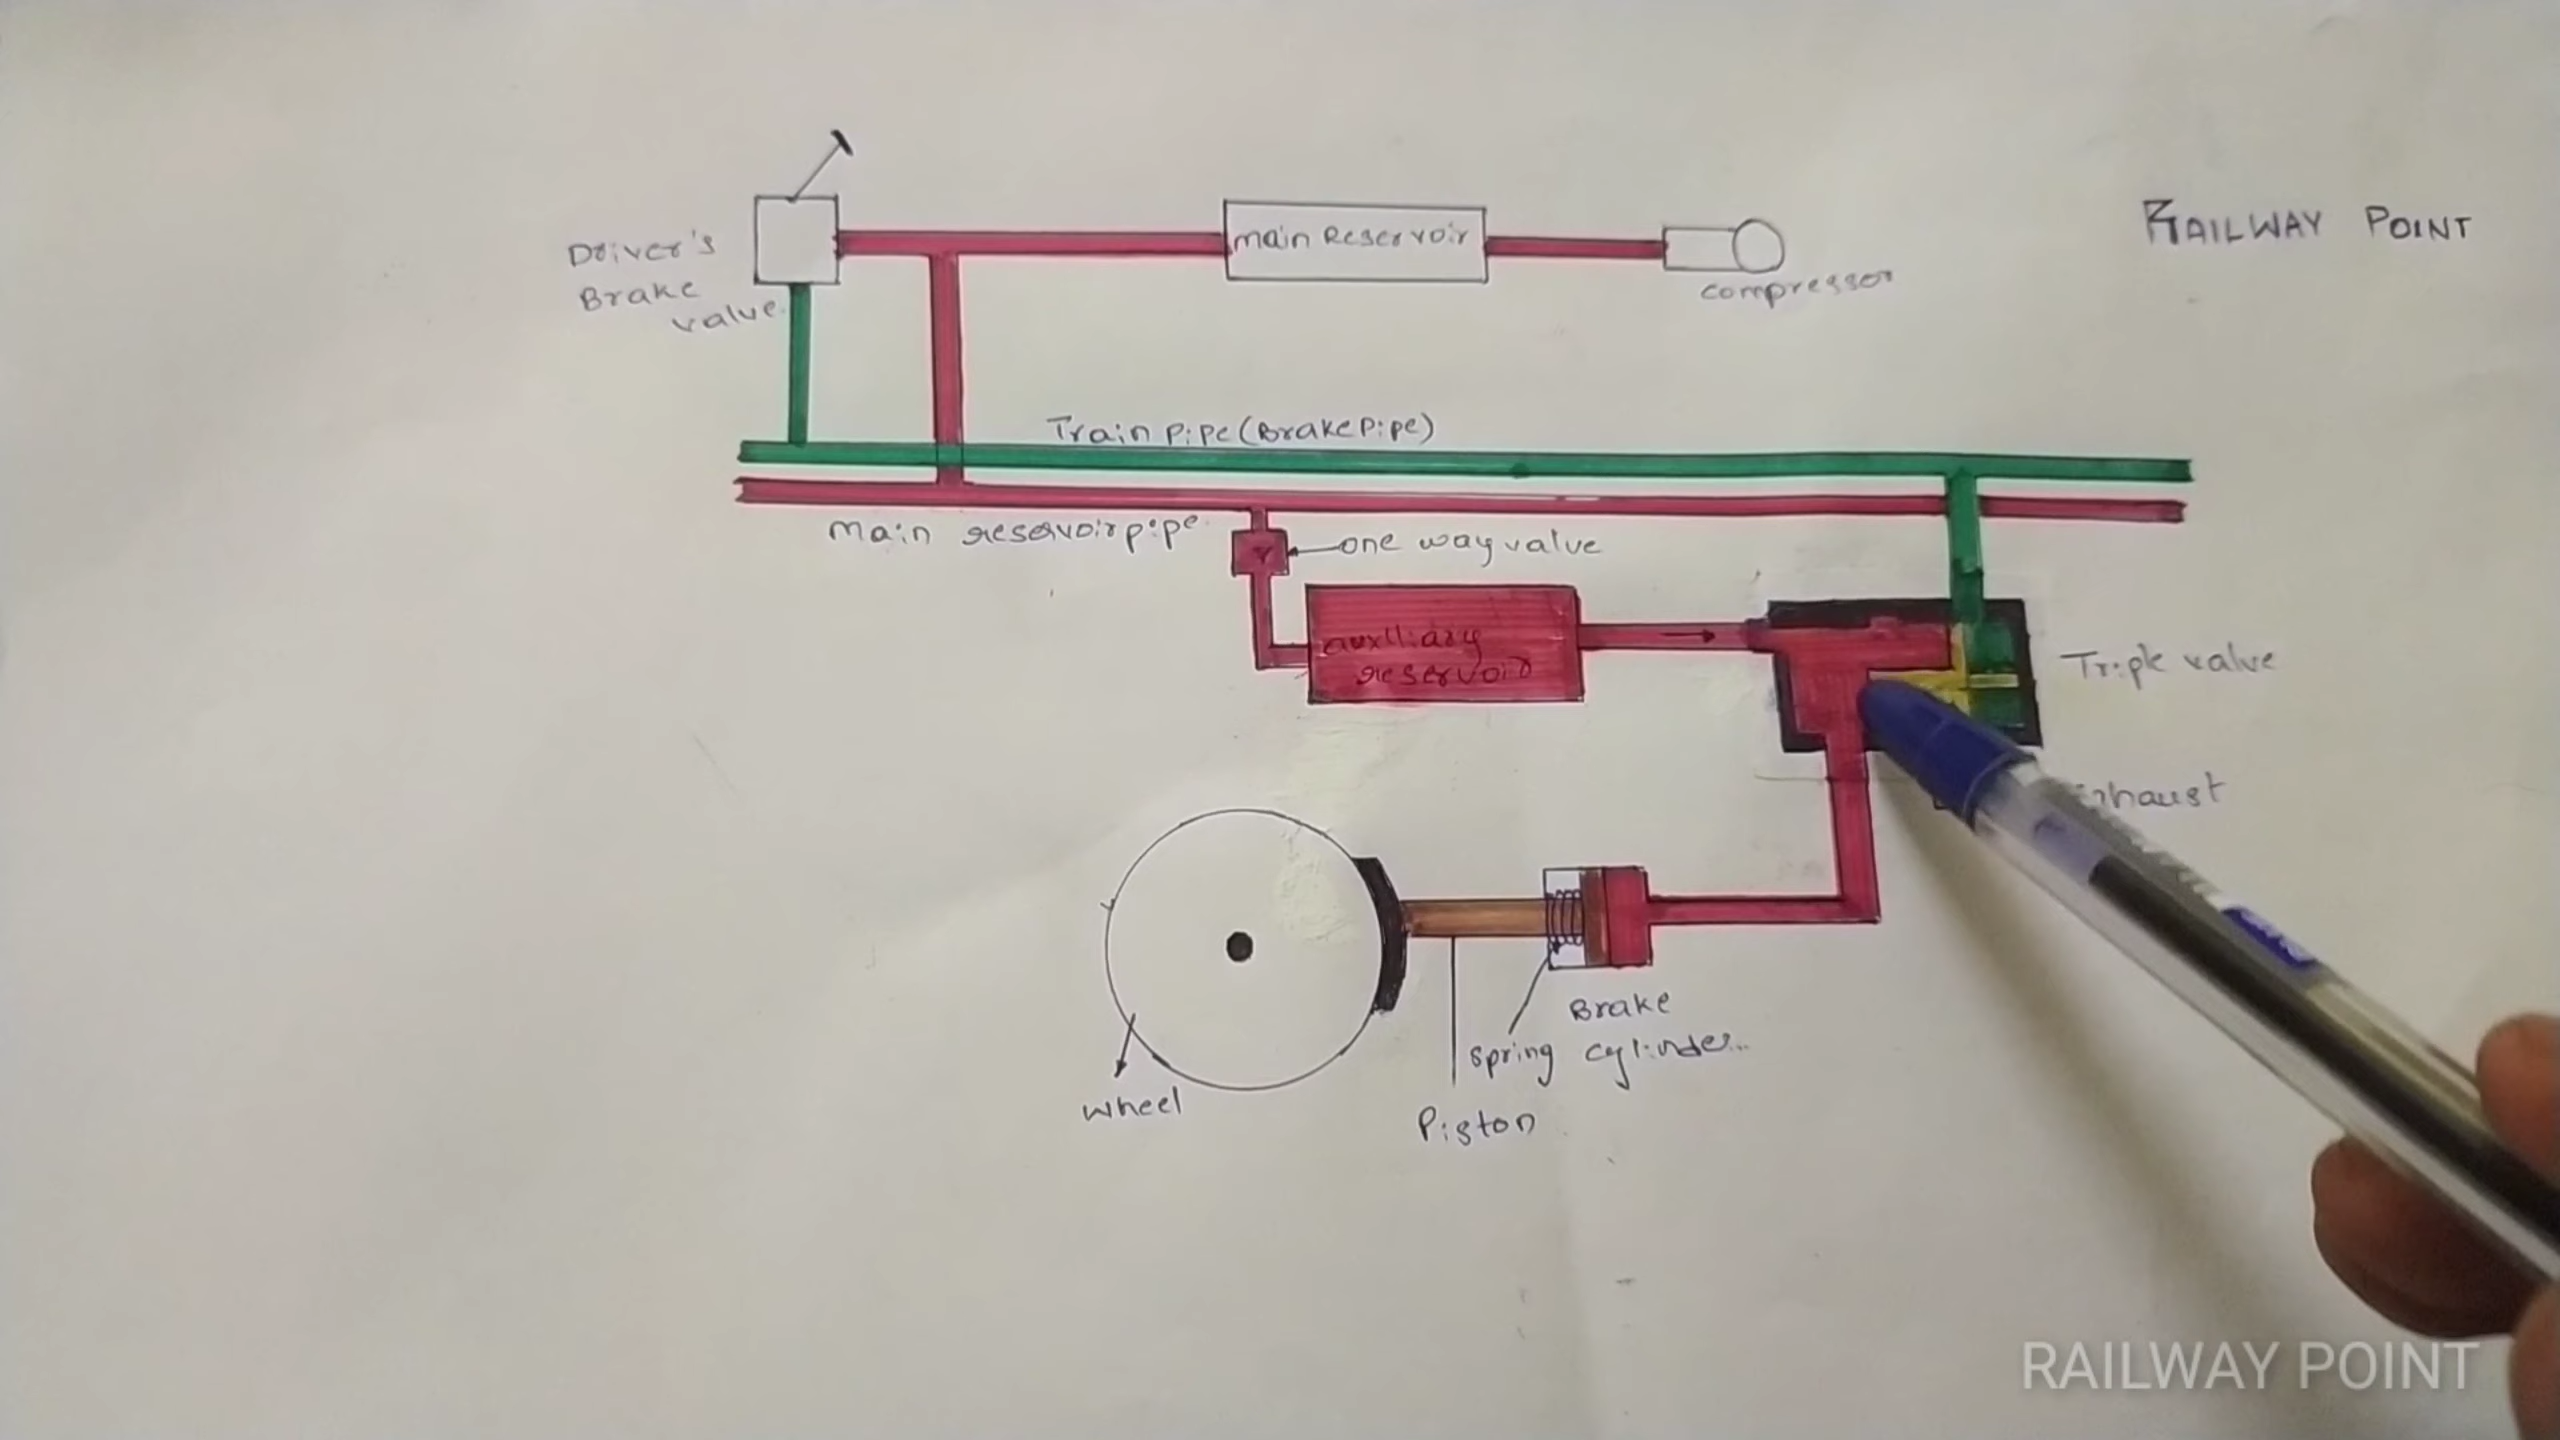 RAILWAY POINT
Driver's
Brake
valve
main Reservoir
compressor
Train pipe (Brake Pipe)
main reservoir pipe
one way valve
auxlliary
reservoir
Triple valve
Brake
spring cylinder
Piston
wheel
RAILWAY POINT